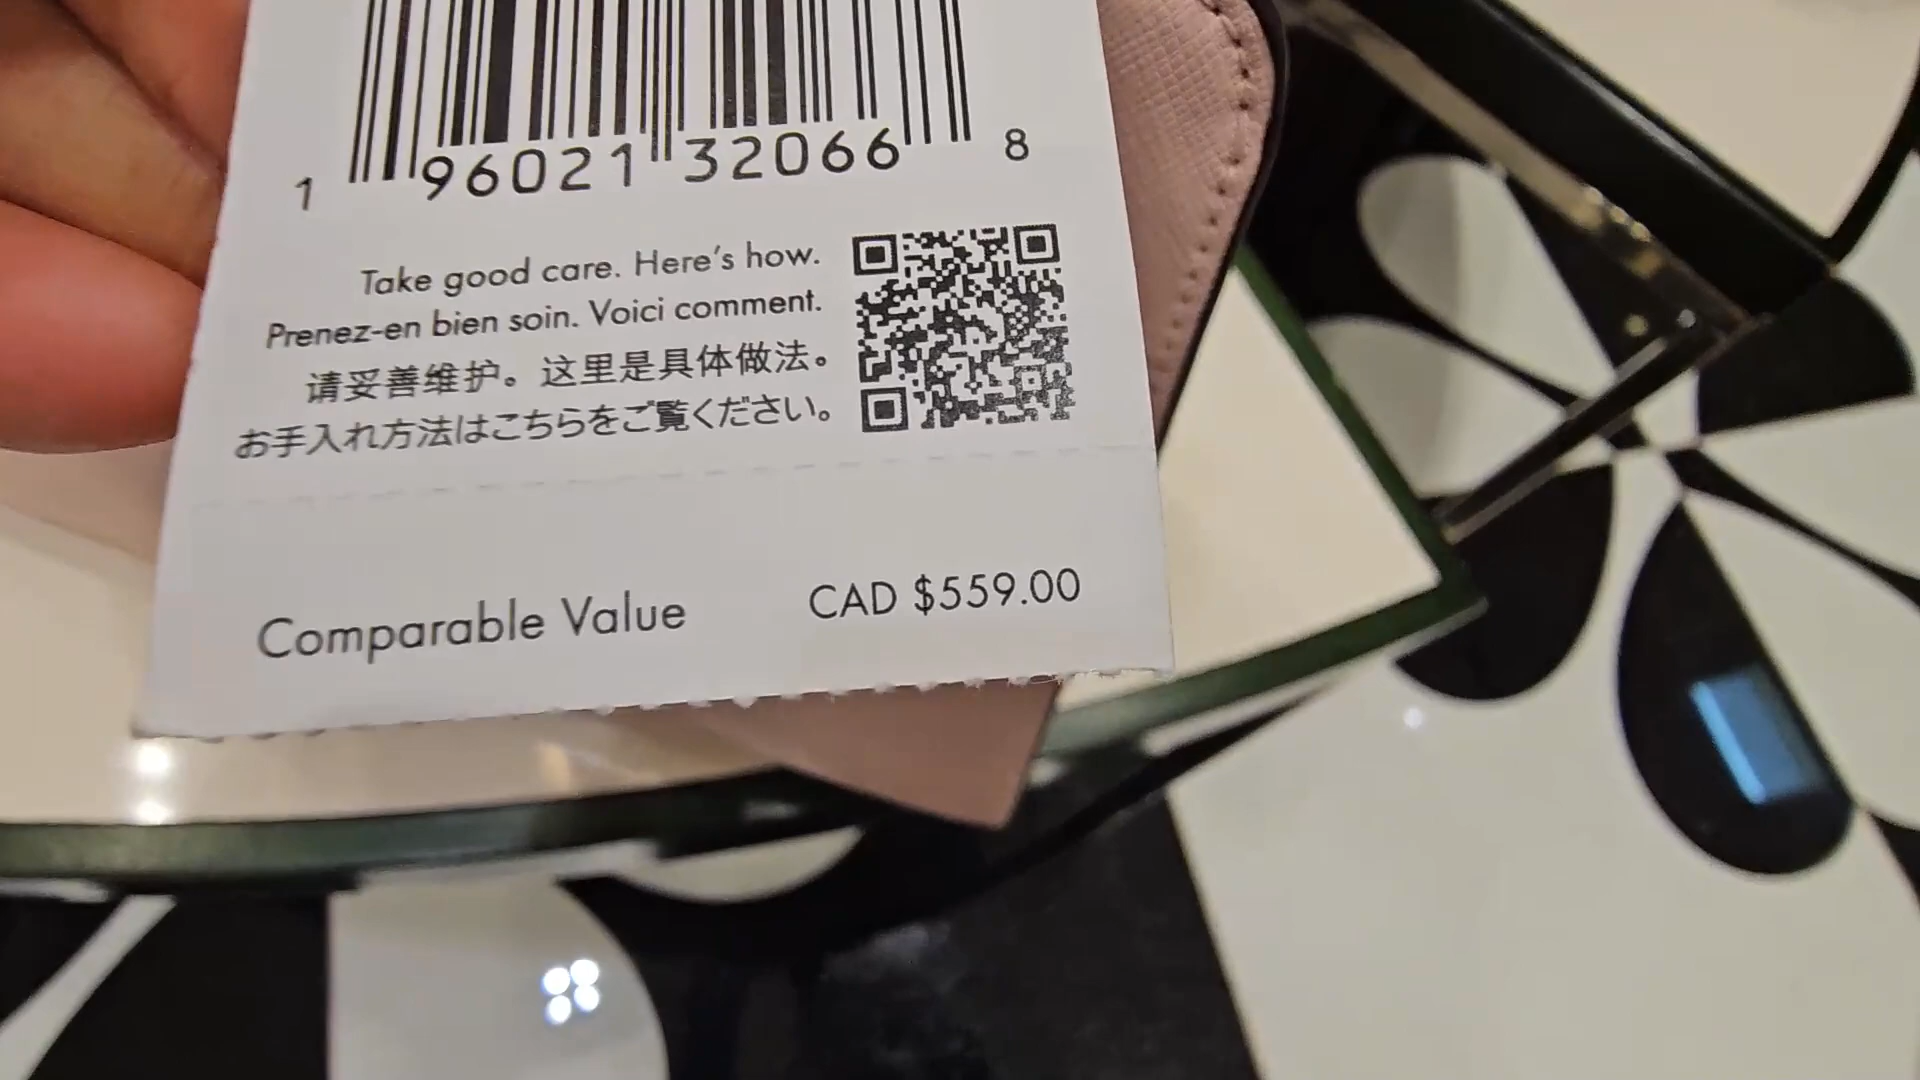 1 96021 32066 8
Take good care. Here's how.
Prenez-en bien soin. Voici comment.
请妥善维护。这里是具体做法。
お手入れ方法はこちらをご覧ください。
Comparable Value CAD $559.00